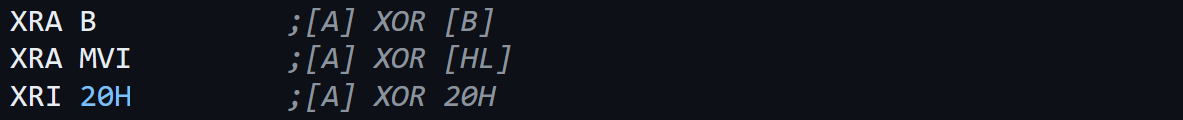 XRA B ;[A] XOR [B]
XRA MVI ;[A] XOR [HL]
XRI 20H ;[A] XOR 20H